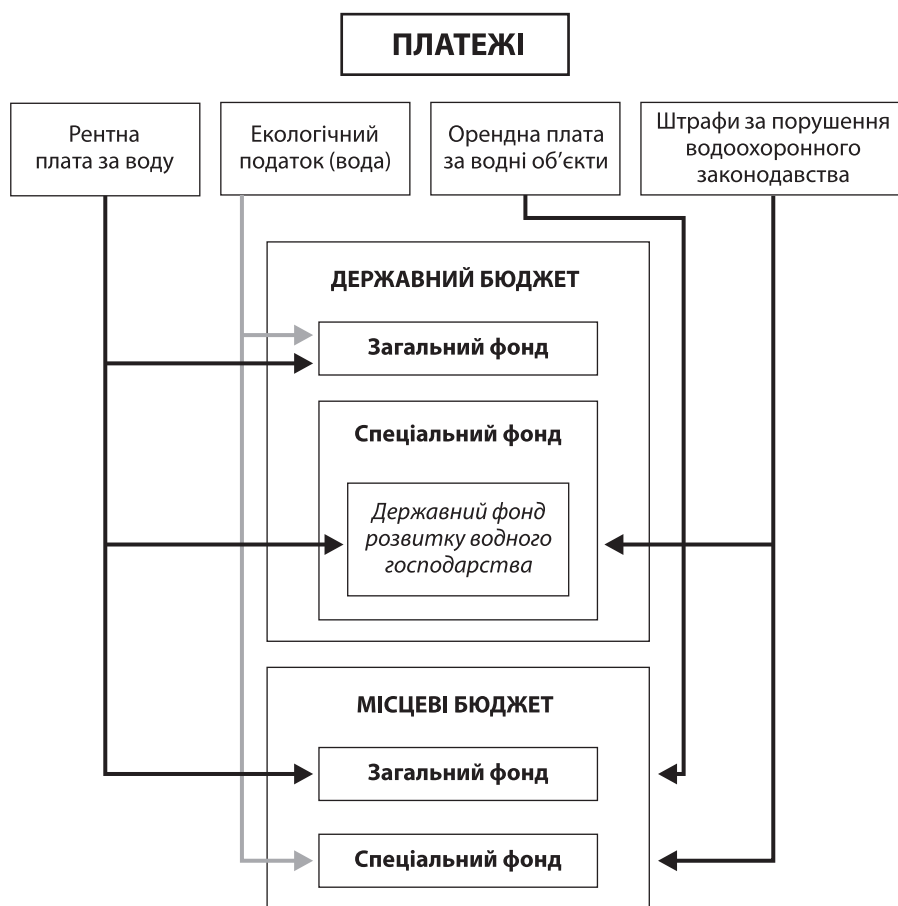 ПЛАТЕЖІ
Рентна
плата за воду
Екологічний
податок (вода)
Орендна плата
за водні об’єкти
Штрафи за порушення
водоохоронного
законодавства
ДЕРЖАВНИЙ БЮДЖЕТ
Загальний фонд
Спеціальний фонд
Державний фонд
розвитку водного
господарства
МІСЦЕВІ БЮДЖЕТ
Загальний фонд
Спеціальний фонд